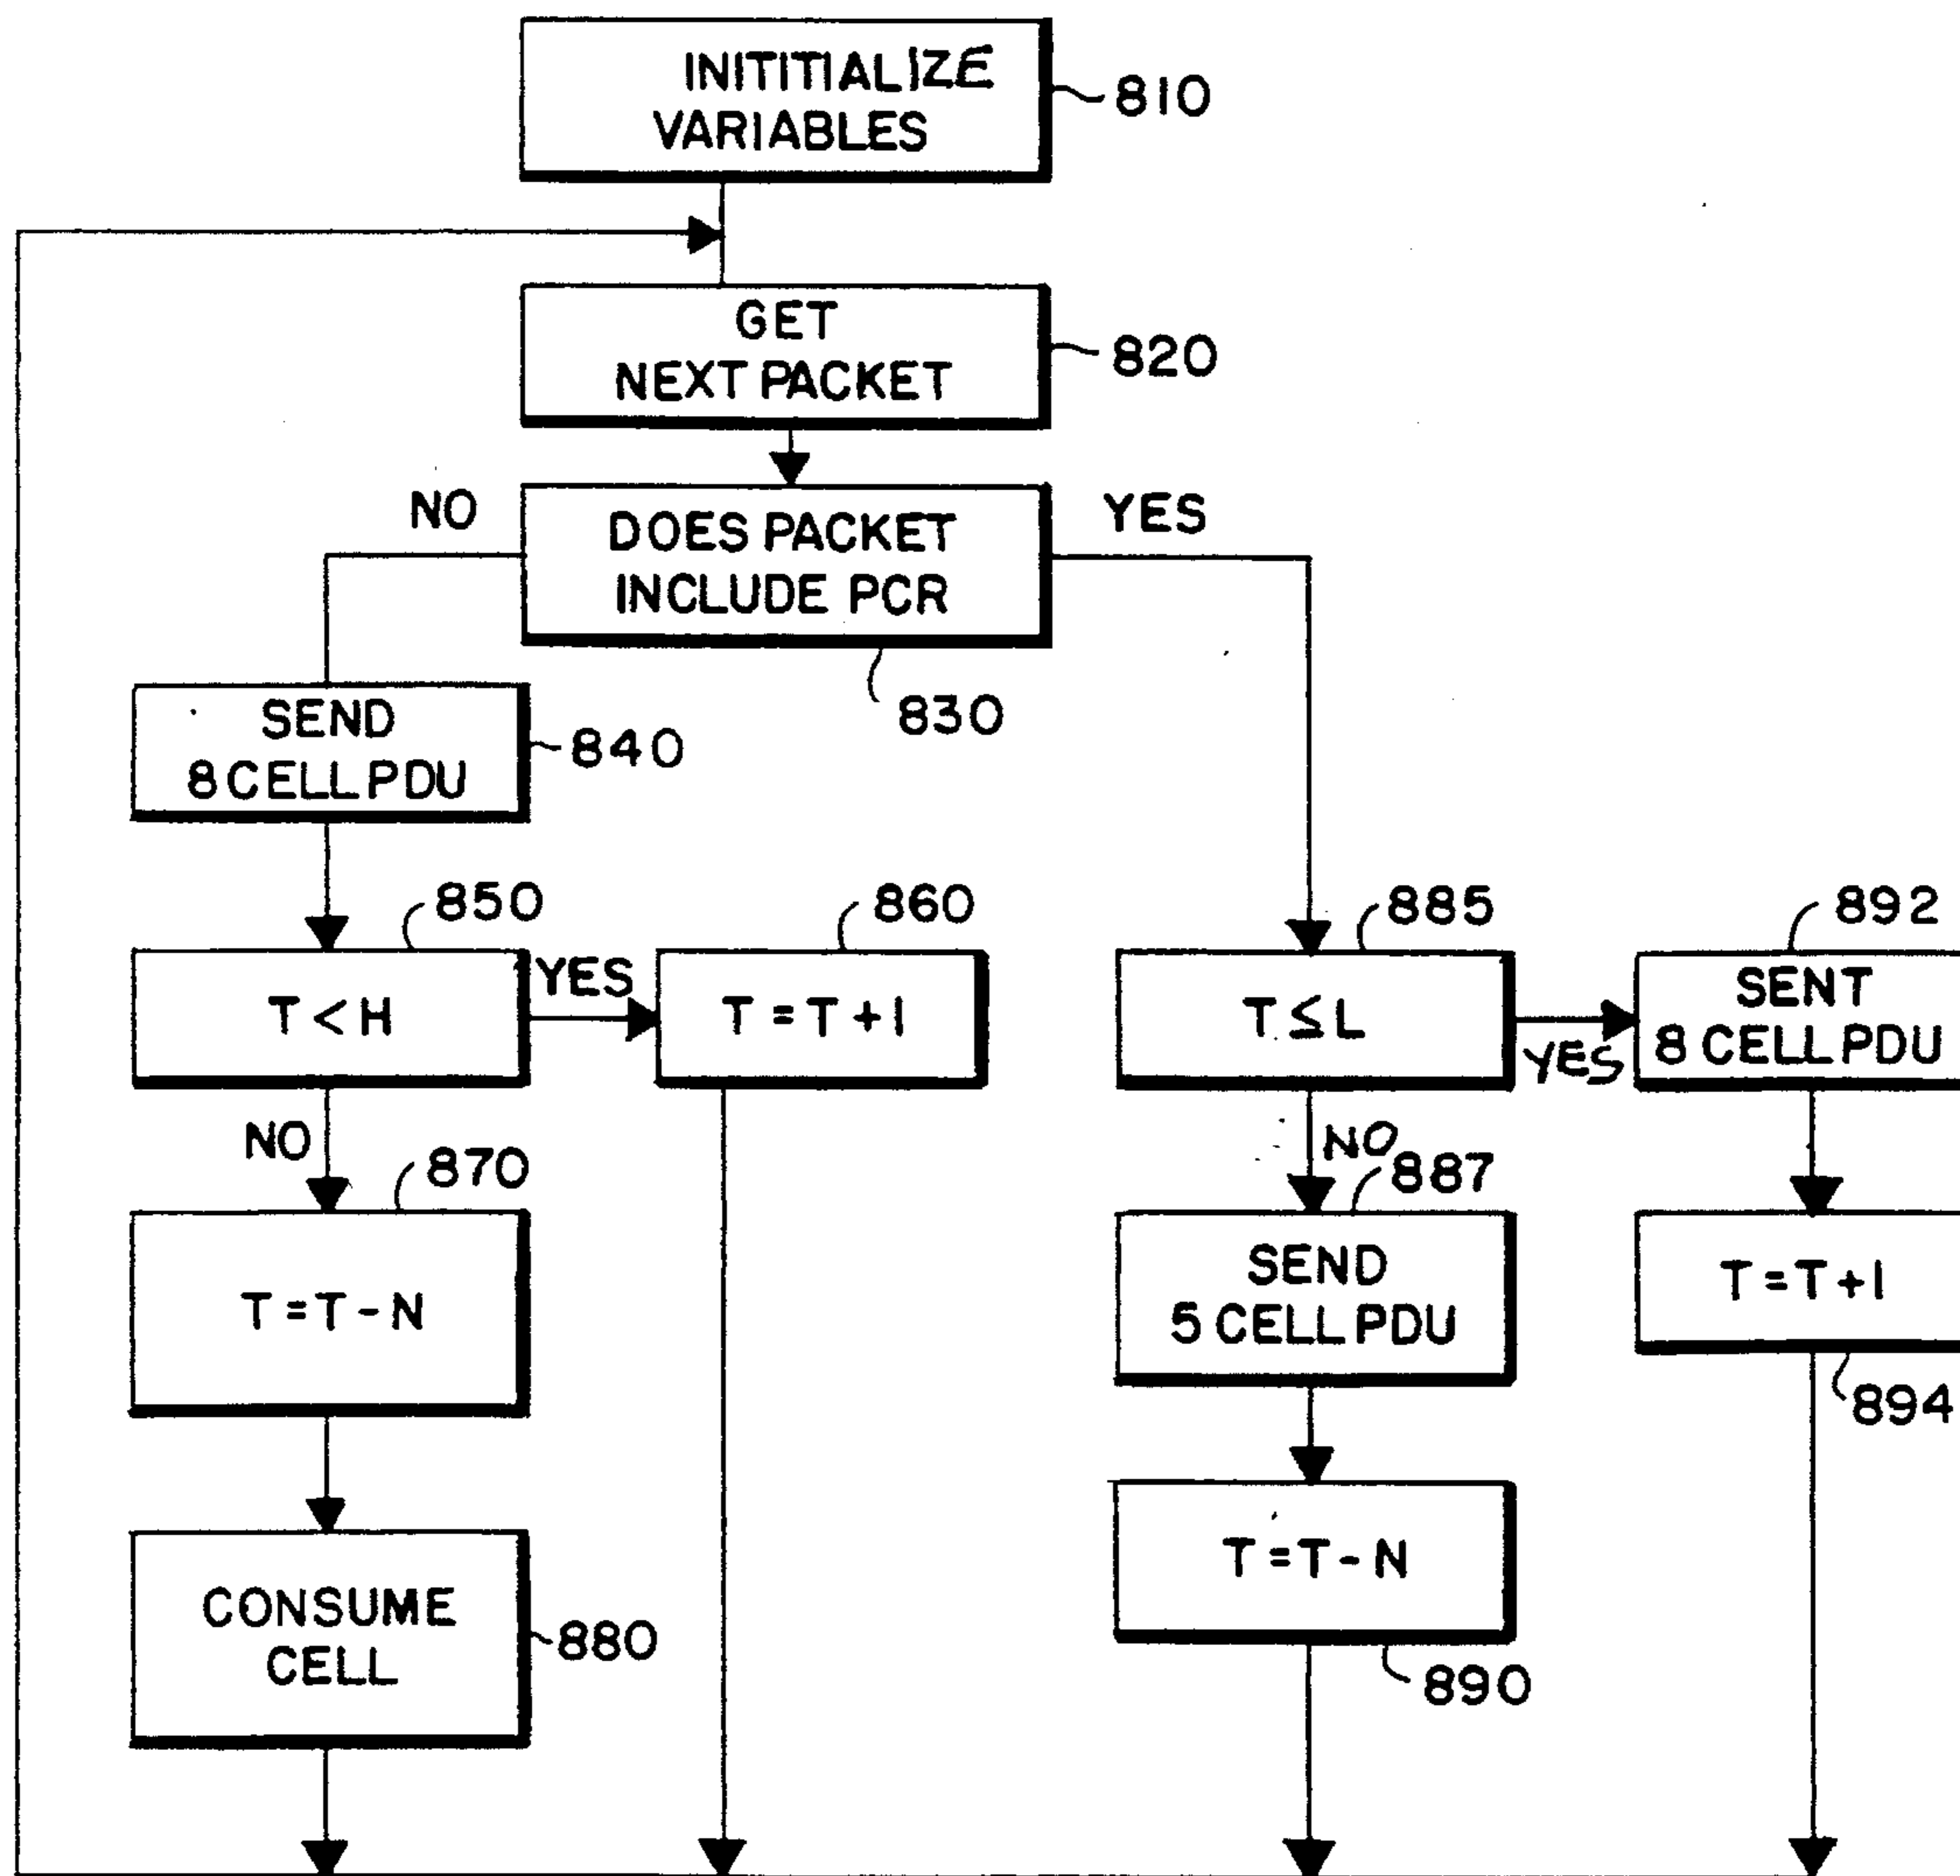 INITITIALIZE
VARIABLES
810
GET
NEXT PACKET
820
NO
DOES PACKET
INCLUDE PCR
YES
830
SEND
8 CELL PDU
840
850
T < H
YES
860
T = T + 1
885
T ≤ L
YES
892
SENT
8 CELL PDU
NO
870
T = T - N
NO
887
SEND
5 CELL PDU
T = T + 1
894
CONSUME
CELL
880
T = T - N
890